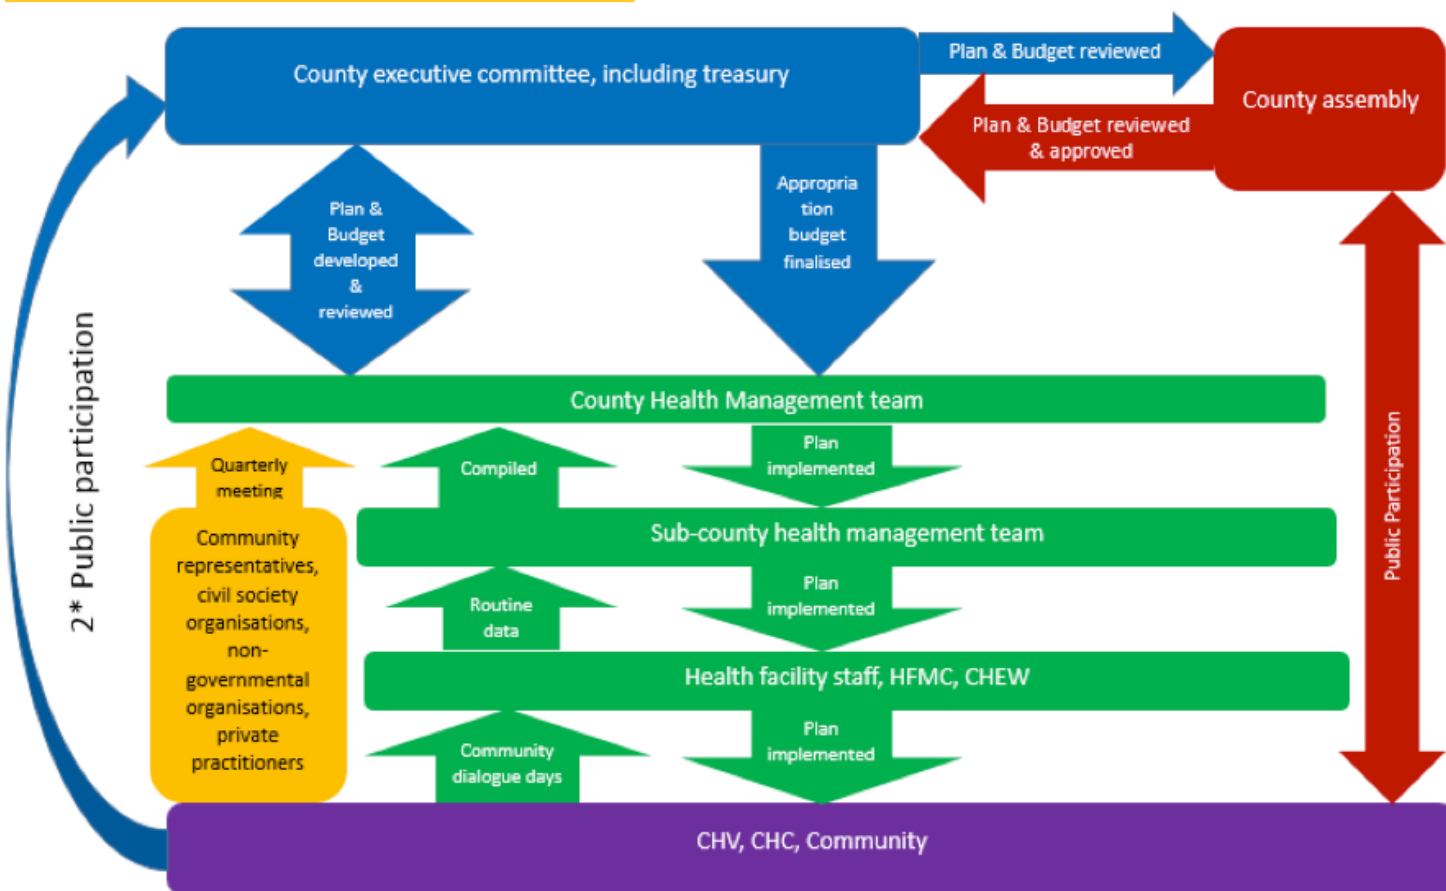 County executive committee, including treasury
Plan & Budget reviewed
County assembly
Plan & Budget reviewed
& approved
Plan &
Budget
developed
&
reviewed
Appropria
tion
budget
finalised
2* Public participation
County Health Management team
Quarterly
meeting
Compiled
Plan
implemented
Public Participation
Community
representatives,
civil society
organisations,
non-
governmental
organisations,
private
practitioners
Sub-county health management team
Routine
data
Plan
implemented
Health facility staff, HFMC, CHEW
Community
dialogue days
Plan
implemented
CHV, CHC, Community